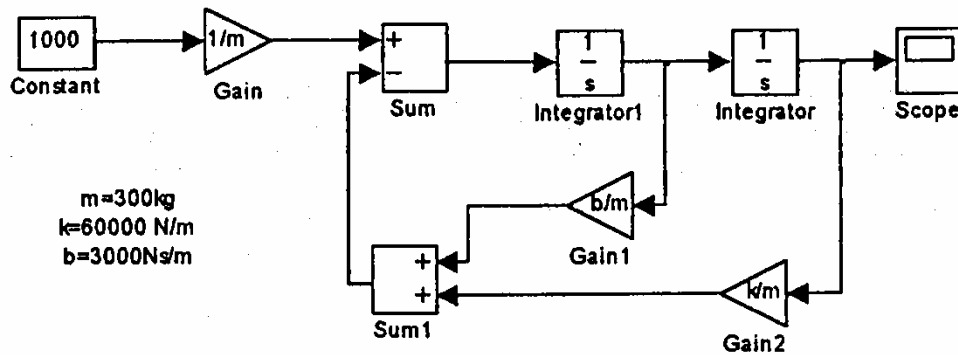 1000
Constant
1/m
Gain
+
−
Sum
1
s
Integrator1
1
s
Integrator
Scope
m=300kg
k=60000 N/m
b=3000Ns/m
b/m
Gain1
+
+
Sum1
k/m
Gain2